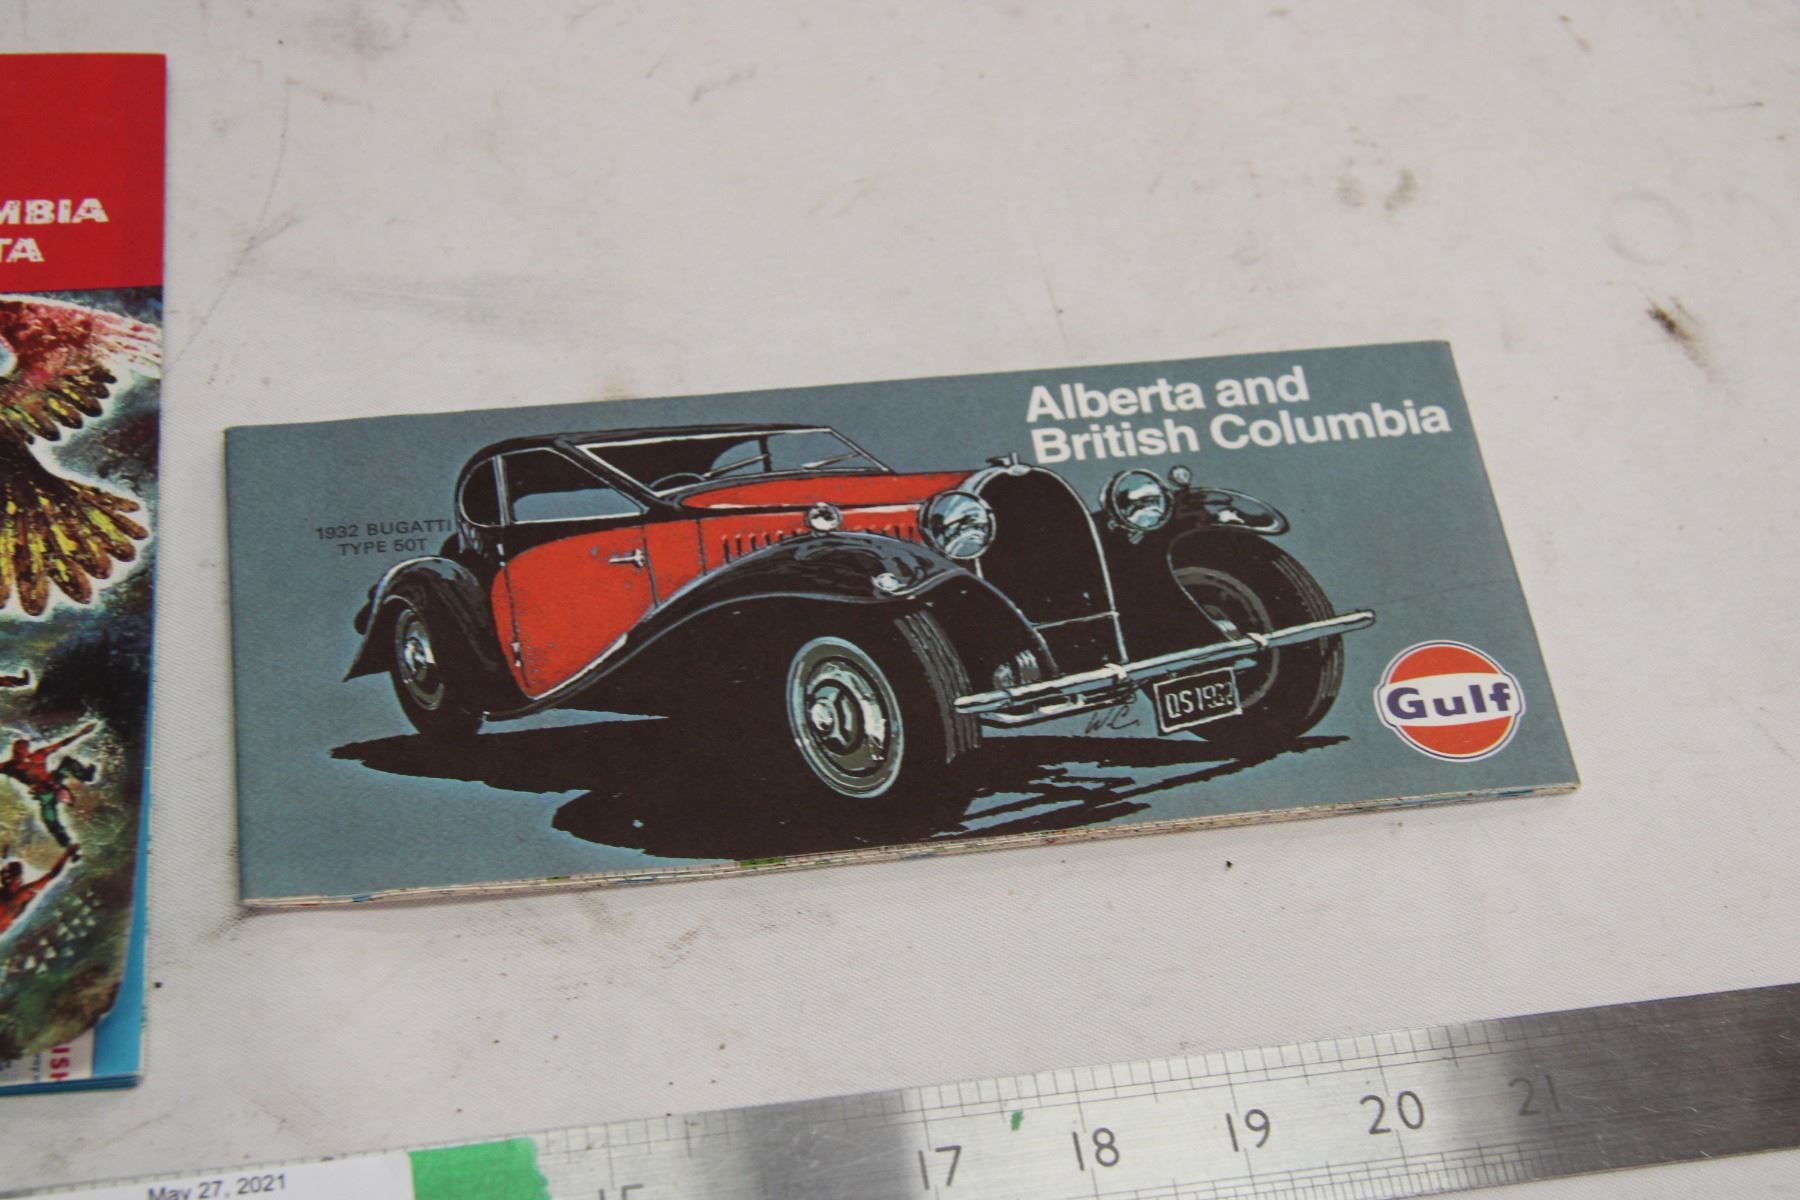 Alberta and
British Columbia
1932 BUGATTI
TYPE 50T
Gulf
MBIA
TA
17 18 19 20 21
May 27, 2021